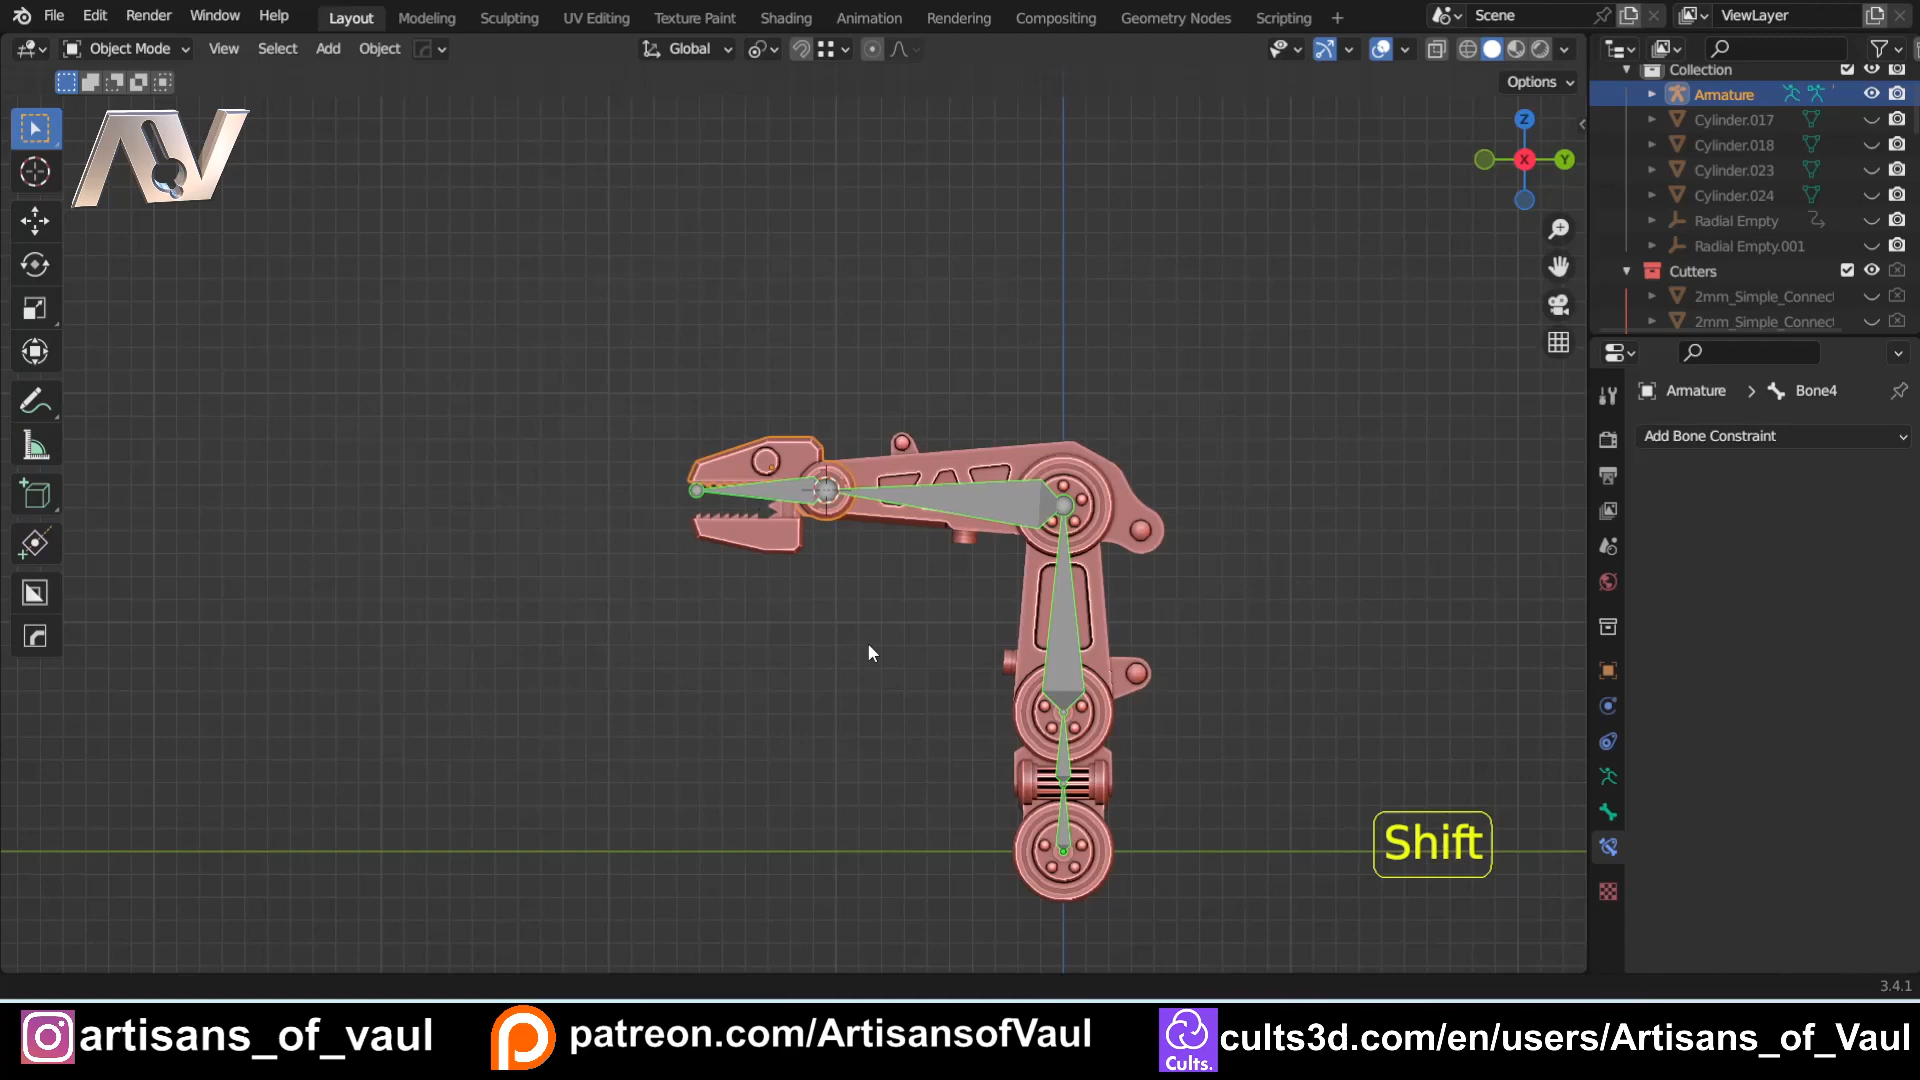 File Edit Render Window Help Layout Modeling Sculpting UV Editing Texture Paint Shading Animation Rendering Compositing Geometry Nodes Scripting + Scene ViewLayer
Object Mode View Select Add Object Global
Options
Collection
Armature
Cylinder.017
Cylinder.018
Cylinder.023
Cylinder.024
Radial Empty
Radial Empty.001
Cutters
2mm_Simple_Connect
2mm_Simple_Connect
Z
X
Y
Armature > Bone4
Add Bone Constraint
AV
Shift
3.4.1
artisans_of_vaul patreon.com/ArtisansofVaul cults3d.com/en/users/Artisans_of_Vaul
Cults.